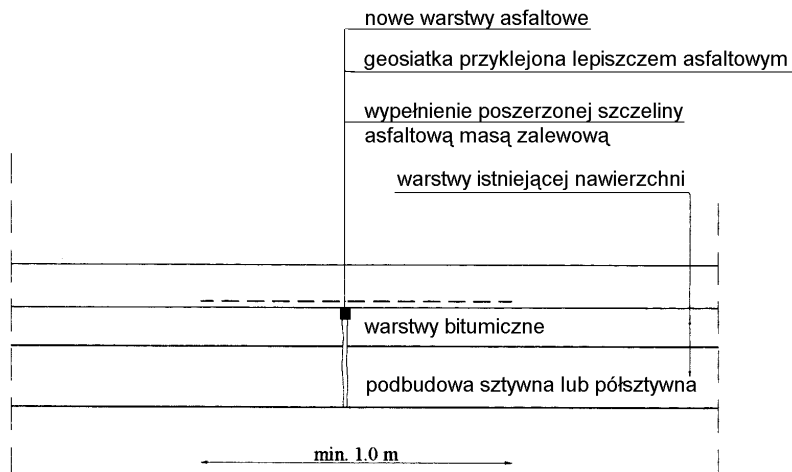 nowe warstwy asfaltowe
geosiatka przyklejona lepiszczem asfaltowym
wypełnienie poszerzonej szczeliny
asfaltową masą zalewową
warstwy istniejącej nawierzchni
warstwy bitumiczne
podbudowa sztywna lub półsztywna
min. 1.0 m